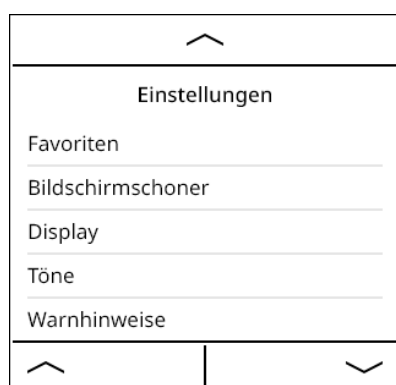 Einstellungen
Favoriten
Bildschirmschoner
Display
Töne
Warnhinweise